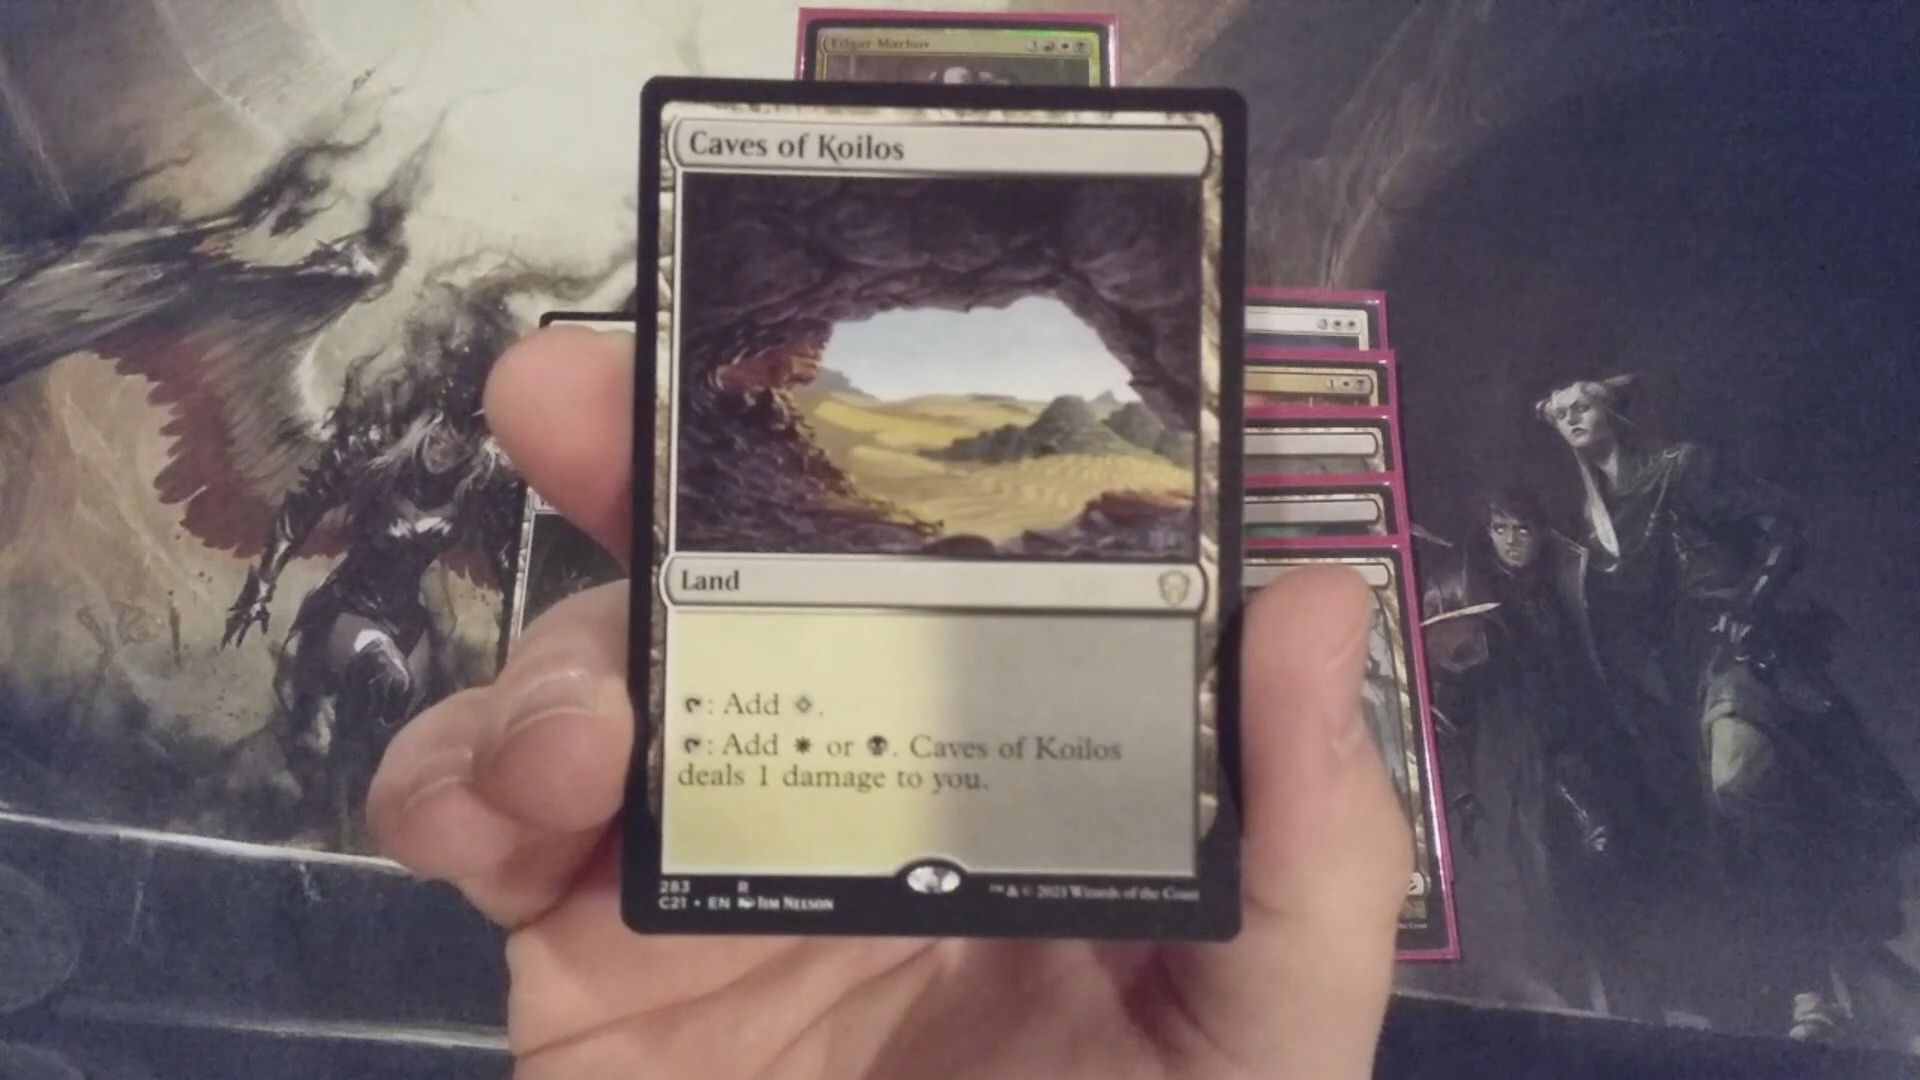 Edgar Markov
Caves of Koilos
Land
: Add .
: Add or . Caves of Koilos
deals 1 damage to you.
283 R
C21 • EN Jim Nelson
™ & © 2021 Wizards of the Coast